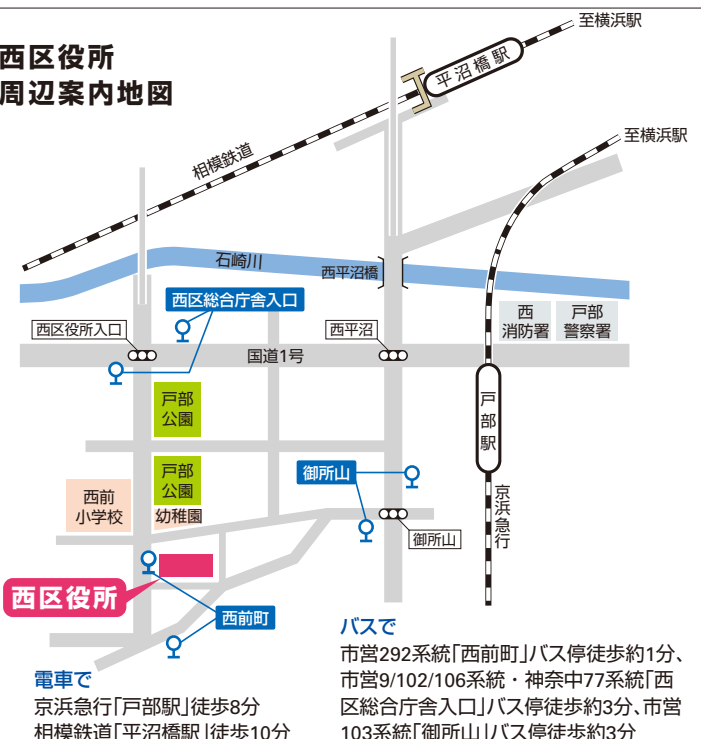 西区役所
周辺案内地図
至横浜駅
平沼橋駅
至横浜駅
相模鉄道
石崎川
西平沼橋
西区総合庁舎入口
西区役所入口
西平沼
西
消防署
戸部
警察署
国道1号
戸部
公園
戸部駅
戸部
公園
御所山
西前
小学校
幼稚園
京浜急行
御所山
西区役所
西前町
電車で
京浜急行「戸部駅」徒歩8分
相模鉄道「平沼橋駅」徒歩10分
バスで
市営292系統「西前町」バス停徒歩約1分、
市営9/102/106系統・神奈中77系統「西
区総合庁舎入口」バス停徒歩約3分、市営
103系統「御所山」バス停徒歩約3分